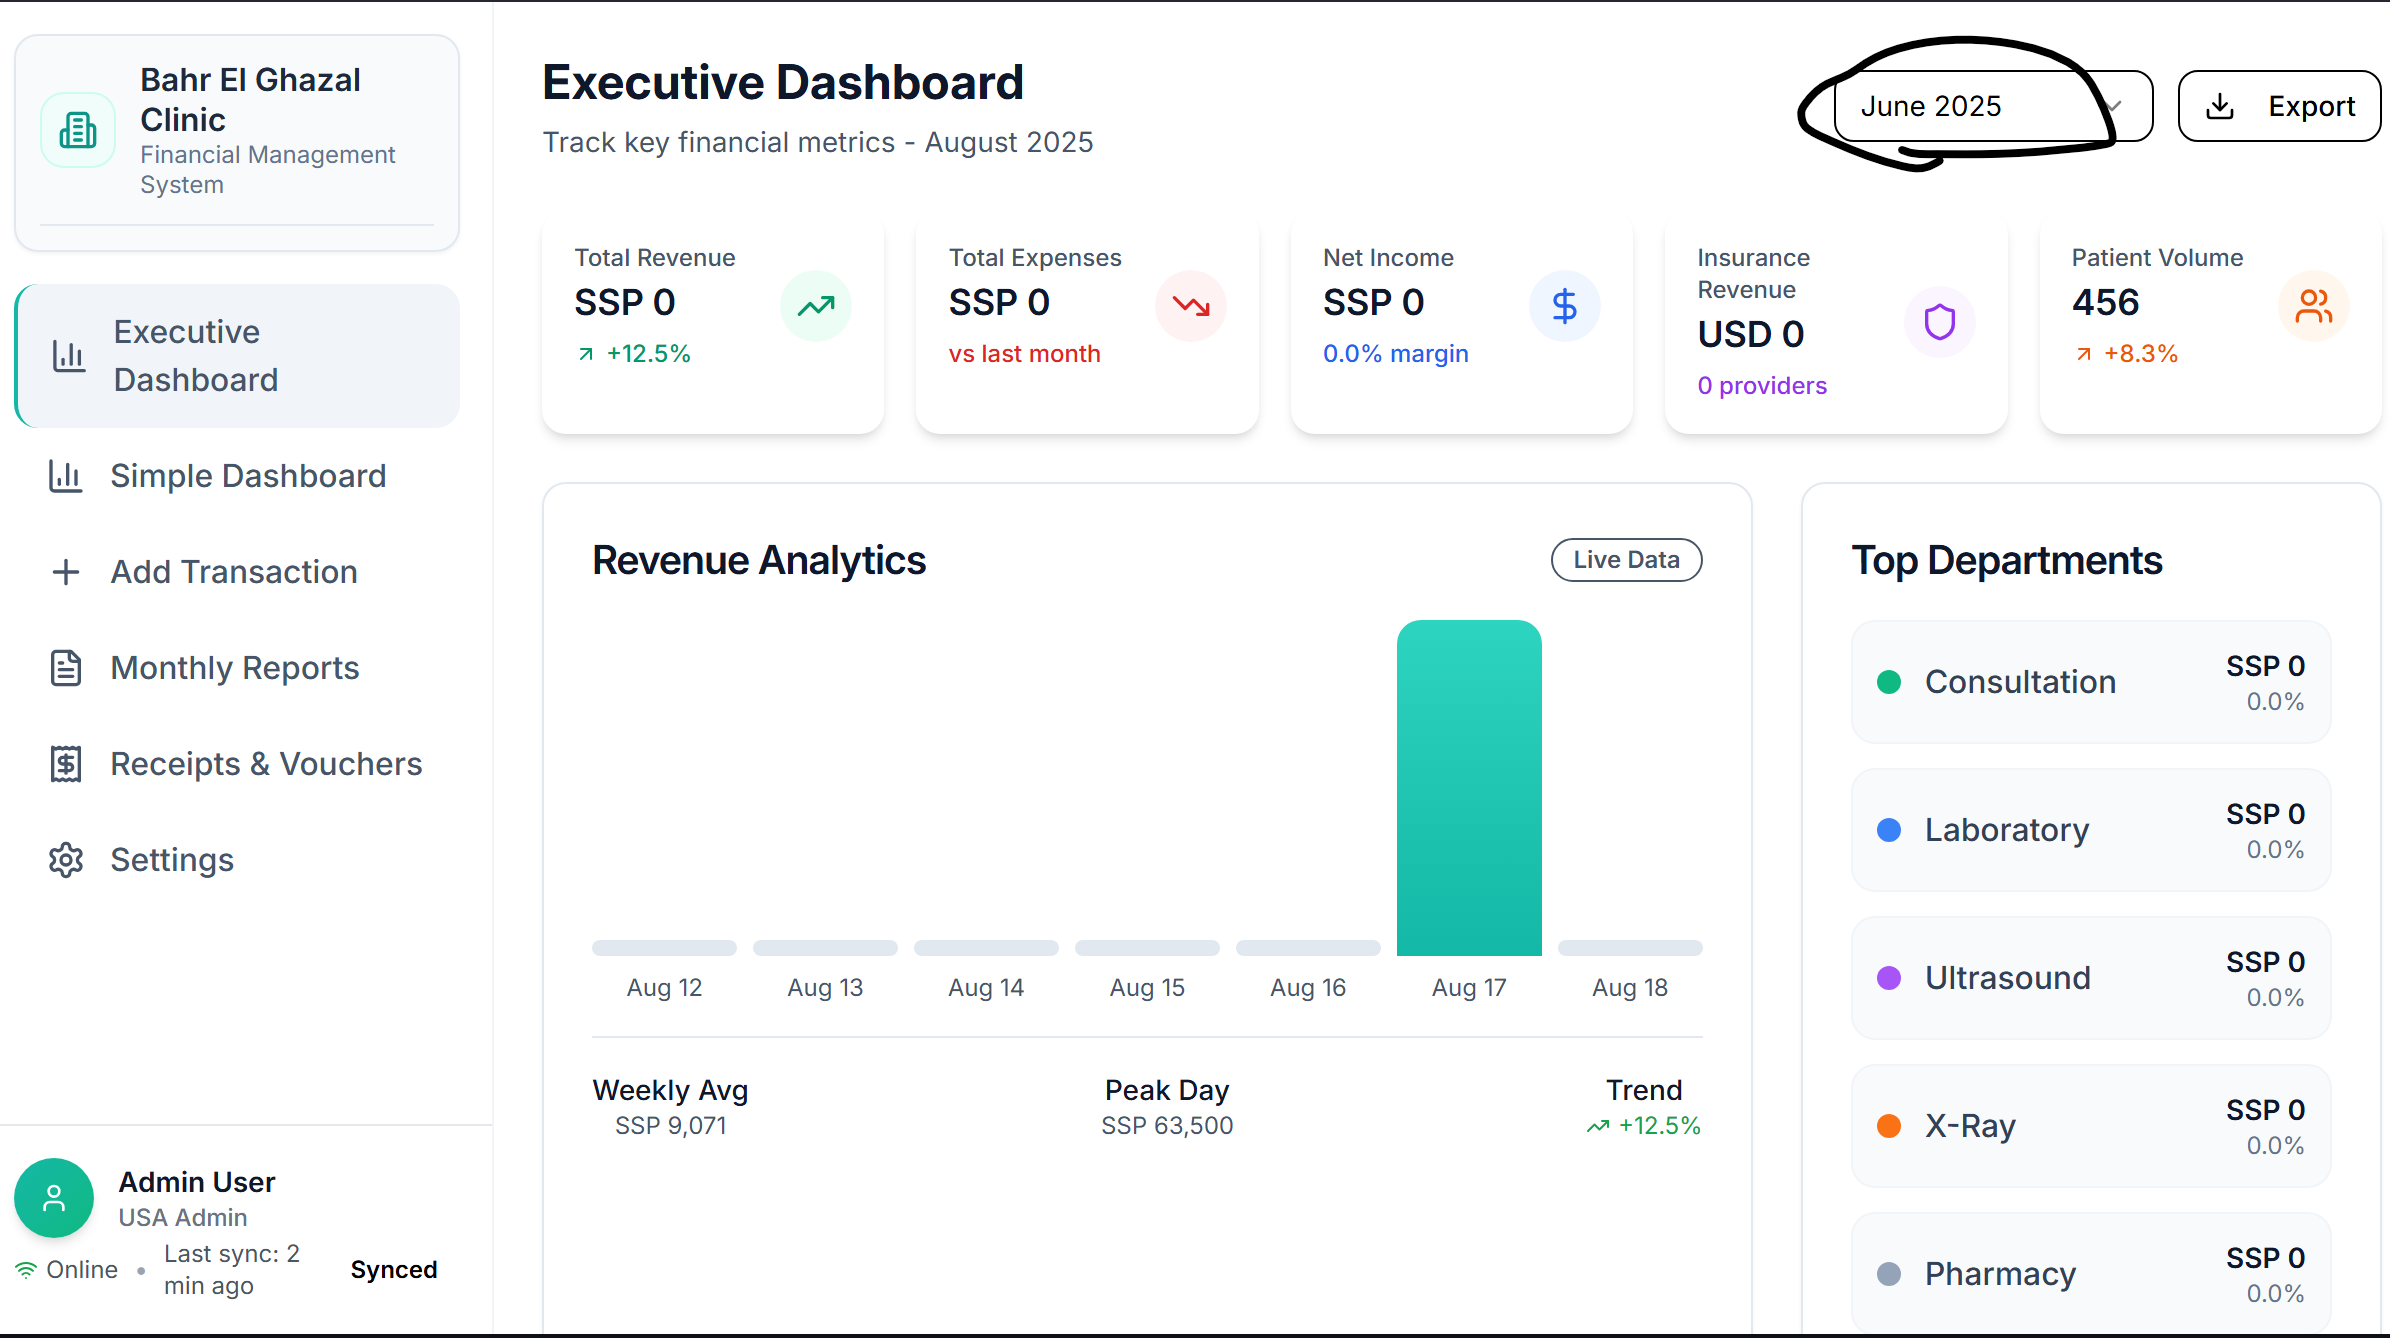 Bahr El Ghazal
Clinic
Financial Management
System
Executive
Dashboard
Simple Dashboard
Add Transaction
Monthly Reports
Receipts & Vouchers
Settings
Admin User
USA Admin
Online • Last sync: 2
min ago
Synced
Executive Dashboard
Track key financial metrics - August 2025
June 2025
Export
Total Revenue
SSP 0
+12.5%
Total Expenses
SSP 0
vs last month
Net Income
SSP 0
0.0% margin
Insurance
Revenue
USD 0
0 providers
Patient Volume
456
+8.3%
Revenue Analytics
Live Data
Aug 12 Aug 13 Aug 14 Aug 15 Aug 16 Aug 17 Aug 18
Weekly Avg
SSP 9,071
Peak Day
SSP 63,500
Trend
+12.5%
Top Departments
Consultation
SSP 0
0.0%
Laboratory
SSP 0
0.0%
Ultrasound
SSP 0
0.0%
X-Ray
SSP 0
0.0%
Pharmacy
SSP 0
0.0%